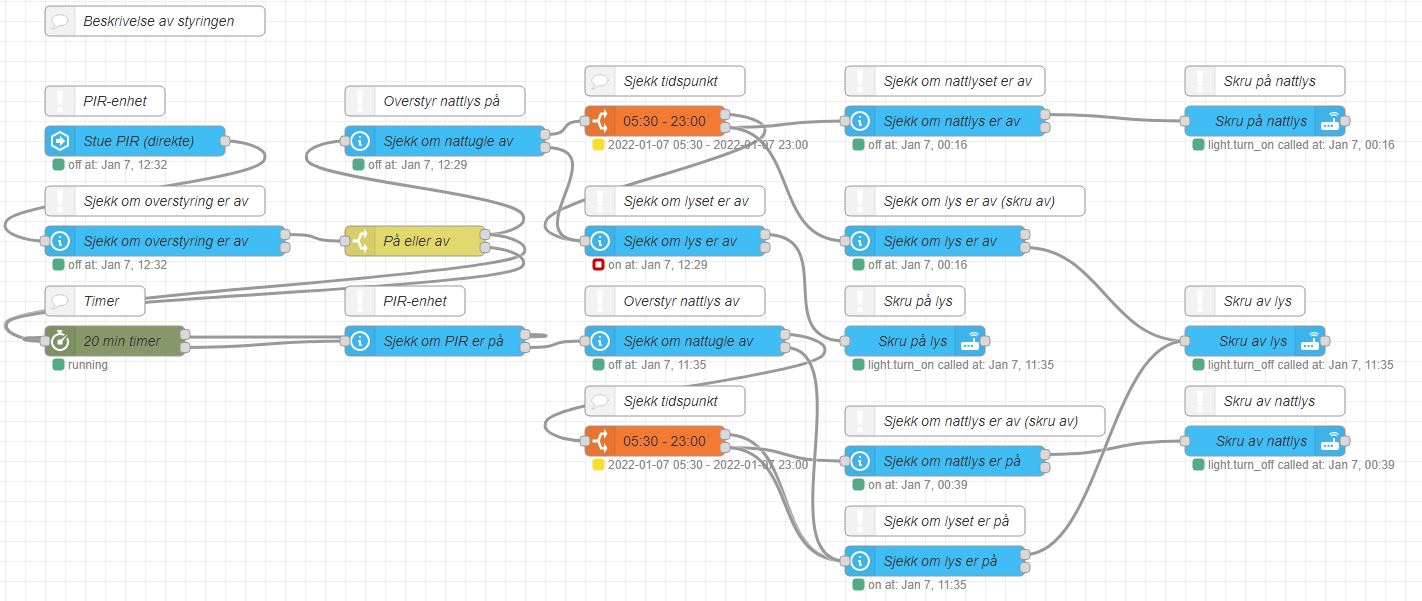 Beskrivelse av styringen
PIR-enhet
Stue PIR (direkte)
off at: Jan 7, 12:32
Sjekk om overstyring er av
Sjekk om overstyring er av
off at: Jan 7, 12:32
Timer
20 min timer
running
Overstyr nattlys på
Sjekk om nattugle av
off at: Jan 7, 12:29
På eller av
PIR-enhet
Sjekk om PIR er på
Sjekk tidspunkt
05:30 - 23:00
2022-01-07 05:30 - 2022-01-07 23:00
Sjekk om lyset er av
Sjekk om lys er av
on at: Jan 7, 12:29
Overstyr nattlys av
Sjekk om nattugle av
off at: Jan 7, 11:35
Sjekk tidspunkt
05:30 - 23:00
2022-01-07 05:30 - 2022-01-07 23:00
Sjekk om nattlyset er av
Sjekk om nattlys er av
off at: Jan 7, 00:16
Sjekk om lys er av (skru av)
Sjekk om lys er av
off at: Jan 7, 00:16
Skru på lys
Skru på lys
light.turn_on called at: Jan 7, 11:35
Sjekk om nattlys er av (skru av)
Sjekk om nattlys er på
on at: Jan 7, 00:39
Sjekk om lyset er på
Sjekk om lys er på
on at: Jan 7, 11:35
Skru på nattlys
Skru på nattlys
light.turn_on called at: Jan 7, 00:16
Skru av lys
Skru av lys
light.turn_off called at: Jan 7, 11:35
Skru av nattlys
Skru av nattlys
light.turn_off called at: Jan 7, 00:39